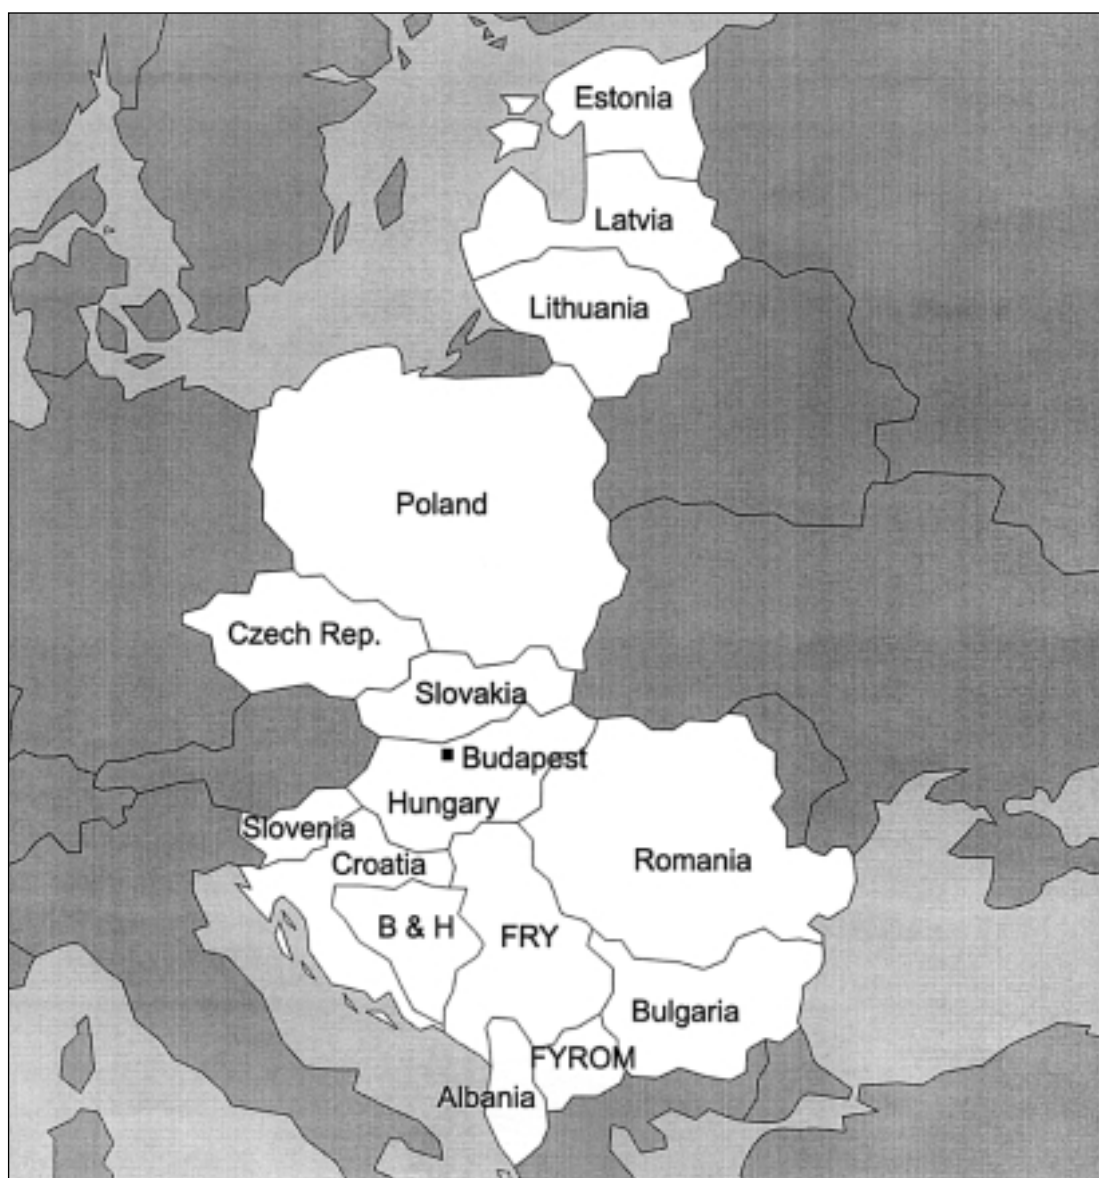 Estonia
Latvia
Lithuania
Poland
Czech Rep.
Slovakia
Budapest
Hungary
Slovenia
Croatia
Romania
B & H
FRY
Bulgaria
FYROM
Albania